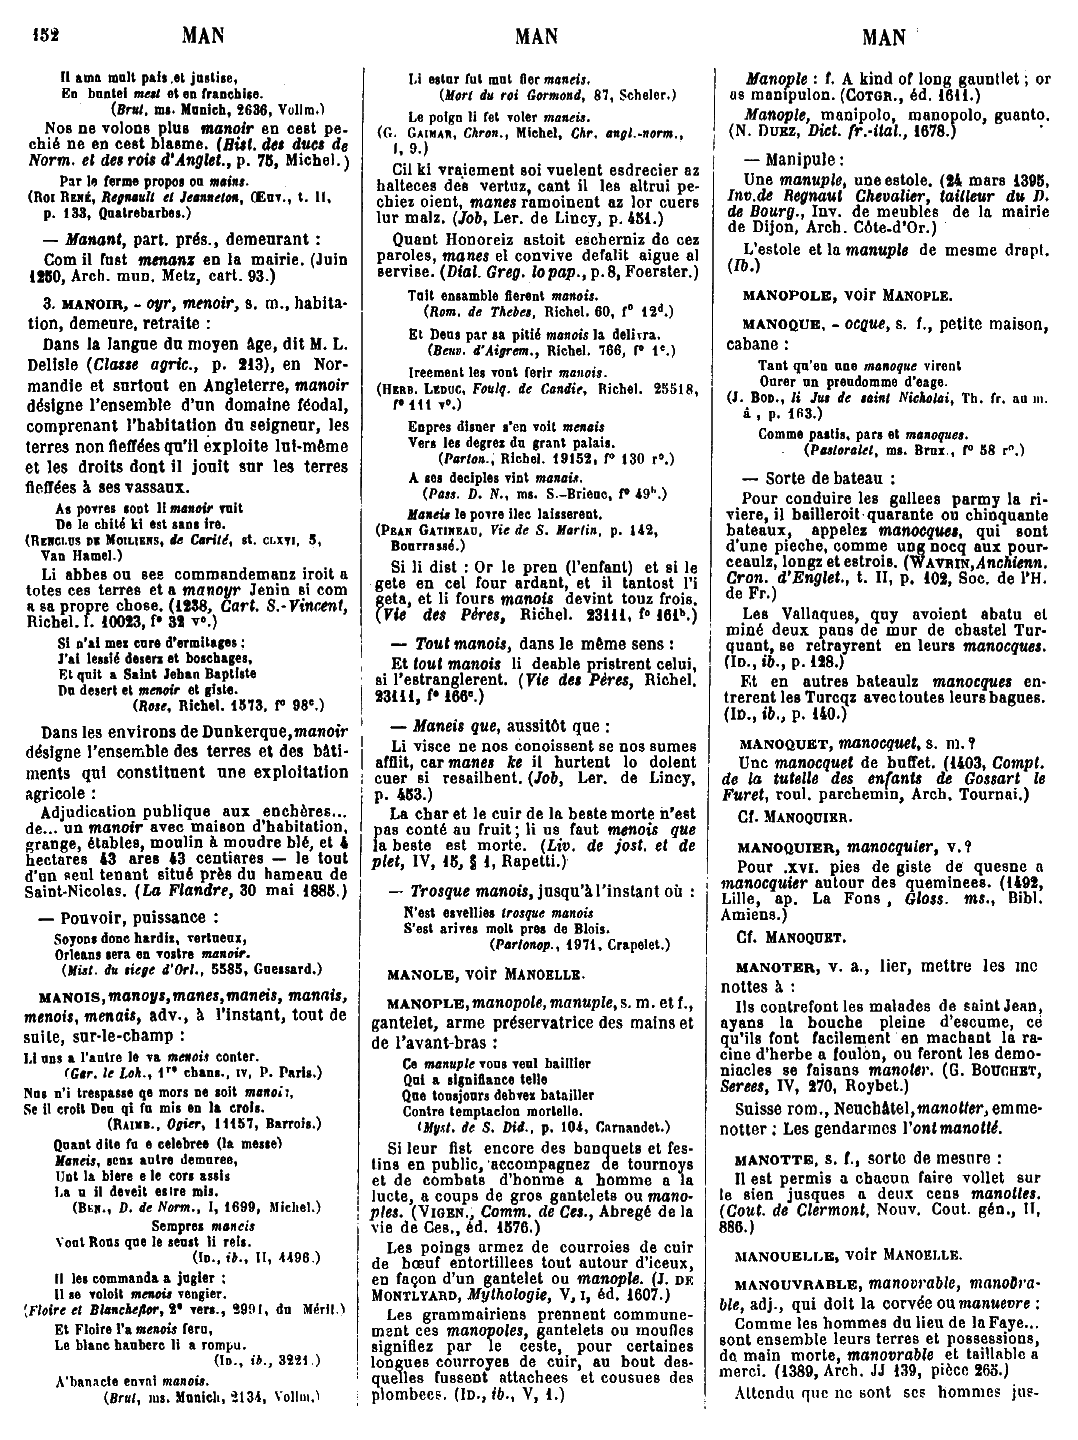 152 MAN MAN MAN
Il ama mult païs et justise,
En bantel mest et en franchise.
(Brut, ms. Munich, 2636, Vollm.)
Nos ne volons plus manoir en cest pe-
chié ne en cest blasme. (Hist. des ducs de
Norm. et des rois d'Anglet., p. 75, Michel.)
Par le ferme propos ou mains.
(Roi René, Regnault et Jeanneton, Œuv., t. II,
p. 133, Quatrebarbes.)
— Manant, part. prés., demeurant :
Com il fust menanz en la mairie. (Juin
1250, Arch. mun. Metz, cart. 93.)
3. MANOIR, - oyr, menoir, s. m., habita-
tion, demeure, retraite :
Dans la langue du moyen âge, dit M. L.
Delisle (Classe agric., p. 213), en Nor-
mandie et surtout en Angleterre, manoir
désigne l'ensemble d'un domaine féodal,
comprenant l'habitation du seigneur, les
terres non fieffées qu'il exploite lui-même
et les droits dont il jouit sur les terres
fieffées à ses vassaux.
As povres sont li manoir vuit
De le chité ki est sans ire.
(Renclus de Moiliens, de Carité, st. CLXVI, 5,
Van Hamel.)
Li abbes ou ses commandemanz iroit a
totes ces terres et a manoyr Jenin si com
a sa propre chose. (1238, Cart. S.-Vincent,
Richel. l. 10023, f° 32 v°.)
Si n'ai mez cure d'ermitages ;
J'ai lessié desers et boschages,
Et quit a Saint Jehan Baptiste
Du desert et menoir et giste.
(Rose, Richel. 1573, f° 98c.)
Dans les environs de Dunkerque, manoir
désigne l'ensemble des terres et des bâti-
ments qui constituent une exploitation
agricole :
Adjudication publique aux enchères...
de... un manoir avec maison d'habitation,
grange, étables, moulin à moudre blé, et 4
hectares 43 ares 43 centiares — le tout
d'un seul tenant situé près du hameau de
Saint-Nicolas. (La Flandre, 30 mai 1885.)
— Pouvoir, puissance :
Soyons donc hardiz, vertueux,
Orleans sera en vostre manoir.
(Mist. du siege d'Orl., 5585, Guessard.)
MANOIS, manoys, manes, maneis, mannis,
menois, menais, adv., à l'instant, tout de
suite, sur-le-champ :
Li uns a l'autre le va menois conter.
(Gar. le Loh., 1re chans., IV, P. Paris.)
Nus n'i trespasse qe mors ne soit manois,
Se il croit Deu qi fu mis en la crois.
(Raimb., Ogier, 11157, Barrois.)
Quant dite fu e celebree (la messe)
Maneis, senz autre demuree,
Unt la biere e le cors assis
La u il deveit estre mis.
(Ben., D. de Norm., I, 1699, Michel.)
Sempres maneis
Vont Rous que le senst li reis.
(Id., ib., II, 4496.)
Il les commanda a jugier ;
Il se voloit menois vengier.
(Floire et Blancheflor, 2e vers., 2991, du Méril.)
Et Floire l'a menois feru,
Le blanc hauberc li a rompu.
(Id., ib., 3221.)
A'banacte envaï manois.
(Brut, ms. Munich, 2134, Vollm.)
Li estur fut mut fier maneis.
(Mort du roi Gormond, 87, Scheler.)
Le poign li fet voler maneis.
(G. Gaimar, Chron., Michel, Chr. angl.-norm.,
I, 9.)
Cil ki vraiement soi vuelent esdrecier az
halteces des vertuz, cant il les altrui pe-
chiez oient, manes ramoinent az lor cuers
lur malz. (Job, Ler. de Lincy, p. 451.)
Quant Honoreiz astoit escherniz de cez
paroles, manes el convive defalit aigue al
servise. (Dial. Greg. lo pap., p. 8, Foerster.)
Tuit ensamble fierent manois.
(Rom. de Thebes, Richel. 60, f° 12d.)
Et Deus par sa pitié manois la delivra.
(Beuv. d'Aigrem., Richel. 766, f° 1c.)
Ireement les vont ferir manois.
(Herb. Leduc, Foulq. de Candie, Richel. 25518,
f° 111 v°.)
Enpres disner s'en voit menais
Vers les degrez du grant palais.
(Parton., Richel. 19152, f° 130 r°.)
A ses deciples vint manais.
(Pass. D. N., ms. S.-Brieuc, f° 49b.)
Maneis le povre ilec laisserent.
(Pean Gatineau, Vie de S. Martin, p. 142,
Bourrassé.)
Si li dist : Or le pren (l'enfant) et si le
gete en cel four ardant, et il tantost l'i
geta, et li fours manois devint touz frois.
(Vie des Péres, Richel. 23111, f° 161b.)
— Tout manois, dans le même sens :
Et tout manois li deable pristrent celui,
si l'estranglerent. (Vie des Pères, Richel.
23111, f° 166c.)
— Maneis que, aussitôt que :
Li visce ne nos conoissent se nos sumes
afflit, car manes ke il hurtent lo dolent
cuer si resailhent. (Job, Ler. de Lincy,
p. 453.)
La char et le cuir de la beste morte n'est
pas conté au fruit ; li us faut menois que
la beste est morte. (Liv. de jost. et de
plet, IV, 15, § 1, Rapetti.)
— Trosque manois, jusqu'à l'instant où :
N'est esvellies trosque manois
S'est arives molt pres de Blois.
(Partonop., 1971, Crapelet.)
MANOLE, voir MANOELLE.
MANOPLE, manopole, manuple, s. m. et f.,
gantelet, arme préservatrice des mains et
de l'avant-bras :
Ce manuple vous veul baillier
Qui a signifiance telle
Que tousjours debvez batailler
Contre temptacion mortelle.
(Myst. de S. Did., p. 104, Carnandet.)
Si leur fist encore des banquets et fes-
tins en public, accompagnez de tournoys
et de combats d'honme a homme a la
lucte, a coups de gros gantelets ou mano-
ples. (Vigen., Comm. de Ces., Abregé de la
vie de Ces., éd. 1576.)
Les poings armez de courroies de cuir
de bœuf entortillees tout autour d'iceux,
en façon d'un gantelet ou manople. (J. de
Montlyard, Mythologie, V, I, éd. 1607.)
Les grammairiens prennent commune-
ment ces manopoles, gantelets ou moufles
signifiez par le ceste, pour certaines
longues courroyes de cuir, au bout des-
quelles fussent attachees et cousues des
plombees. (Id., ib., V, 1.)
Manople : f. A kind of long gauntlet ; or
as manipulon. (Cotgr., éd. 1611.)
Manople, manipolo, manopolo, guanto.
(N. Duez, Dict. fr.-ital., 1678.)
— Manipule :
Une manuple, une estole. (24 mars 1395,
Inv. de Regnaut Chevalier, tailleur du D.
de Bourg., Inv. de meubles de la mairie
de Dijon, Arch. Côte-d'Or.)
L'estole et la manuple de mesme drapt.
(Ib.)
MANOPOLE, voir MANOPLE.
MANOQUE, - ocque, s. f., petite maison,
cabane :
Tant qu'en une manoque virent
Ourer un preudomme d'eage.
(J. Bod., li Jus de saint Nicholai, Th. fr. au m.
â., p. 163.)
Comme pastis, pars et manoques.
(Pastoralet, ms. Brux., f° 58 r°.)
— Sorte de bateau :
Pour conduire les gallees parmy la ri-
viere, il bailleroit quarante ou chinquante
bateaux, appelez manocques, qui sont
d'une pieche, comme ung nocq aux pour-
ceaulz, longz et estrois. (Wavrin, Anchienn.
Cron. d'Englet., t. II, p. 102, Soc. de l'H.
de Fr.)
Les Vallaques, quy avoient abatu et
miné deux pans de mur de chastel Tur-
quant, se retrayrent en leurs manocques.
(Id., ib., p. 128.)
Et en autres bateaulz manocques en-
trerent les Turcqz avec toutes leurs bagues.
(Id., ib., p. 140.)
MANOQUET, manocquet, s. m. ?
Une manocquet de buffet. (1403, Compt.
de la tutelle des enfants de Gossart le
Furet, roul. parchemin, Arch. Tournai.)
Cf. MANOQUIER.
MANOQUIER, manocquier, v. ?
Pour .XVI. pies de giste de quesne a
manocquier autour des queminees. (1492,
Lille, ap. La Fons, Gloss. ms., Bibl.
Amiens.)
Cf. MANOQUET.
MANOTER, v. a., lier, mettre les me
nottes à :
Ils contrefont les malades de saint Jean,
ayans la bouche pleine d'escume, ce
qu'ils font facilement en machant la ra-
cine d'herbe a foulon, ou feront les demo-
niacles se faisans manoter. (G. Bouchet,
Serees, IV, 270, Roybet.)
Suisse rom., Neuchâtel, manotter, emme-
notter : Les gendarmes l'ont manotté.
MANOTTE, s. f., sorte de mesure :
Il est permis a chacun faire vollet sur
le sien jusques a deux cens manottes.
(Cout. de Clermont, Nouv. Cout. gén., II,
886.)
MANOUELLE, voir MANOELLE.
MANOUVRABLE, manovrable, manobra-
ble, adj., qui doit la corvée ou manuevre :
Comme les hommes du lieu de la Faye...
sont ensemble leurs terres et possessions,
de main morte, manovrable et taillable a
merci. (1389, Arch. JJ 139, pièce 265.)
Attendu que ne sont ses hommes jus-